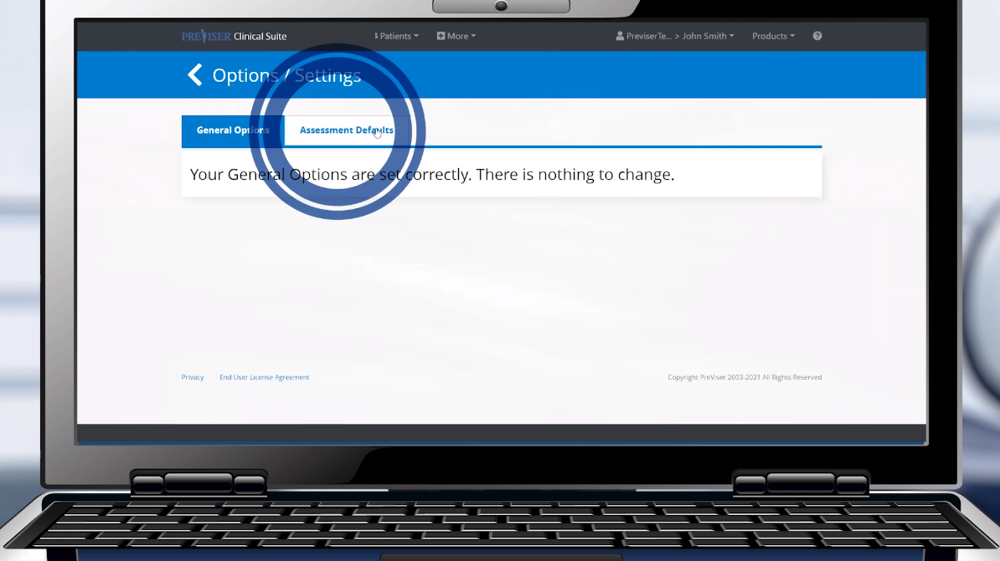 PREVISER Clinical Suite
Patients
More
PreviserTe... > John Smith
Products
?
Options / Settings
General Options
Assessment Defaults
Your General Options are set correctly. There is nothing to change.
Privacy
End User License Agreement
Copyright PreViser 2003-2021 All Rights Reserved